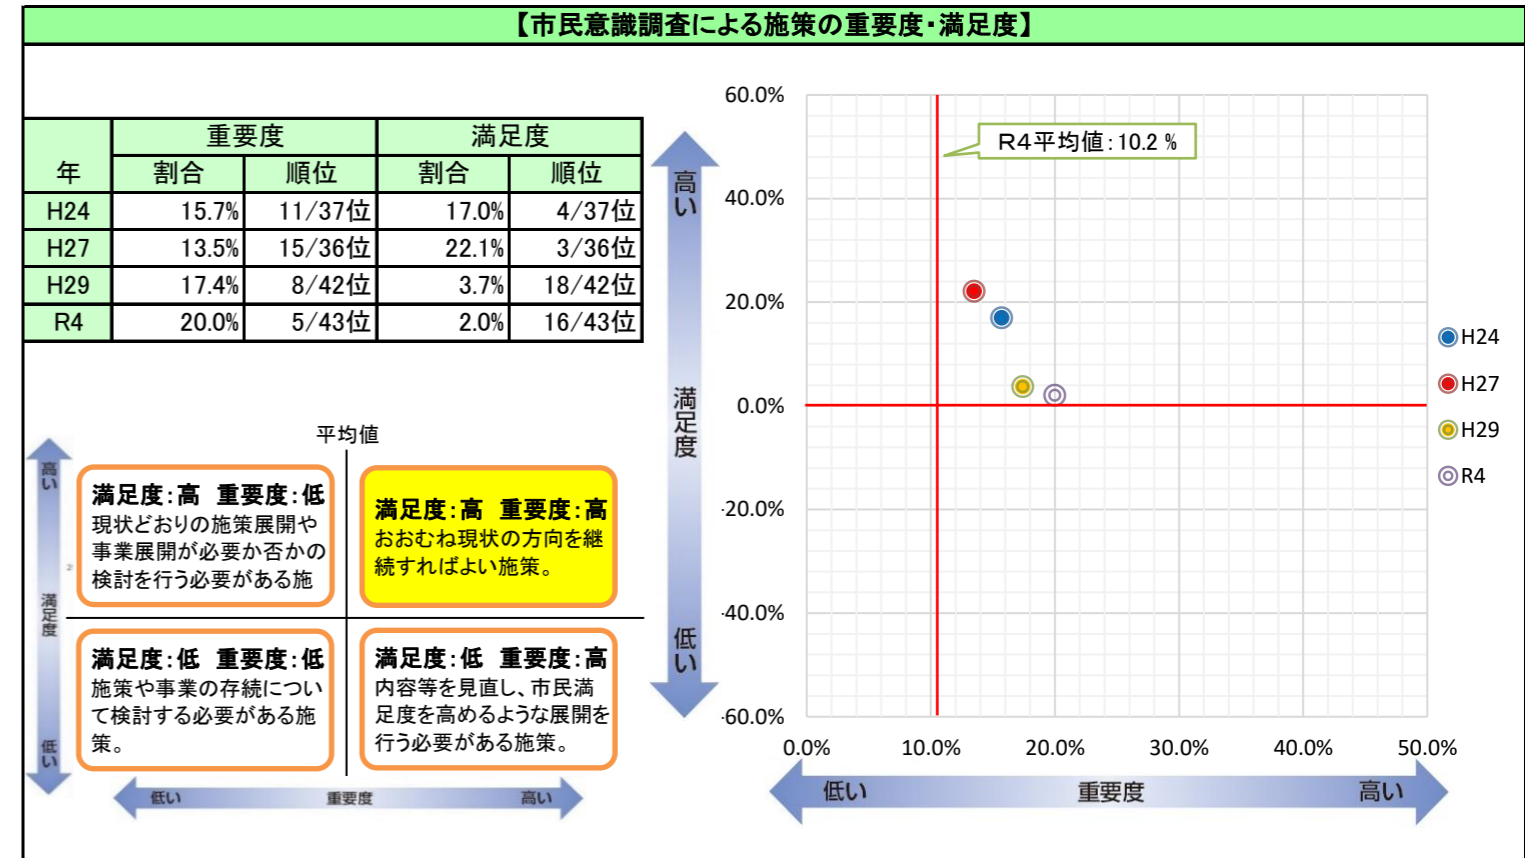 【市民意識調査による施策の重要度・満足度】
年 重要度 満足度
割合 順位 割合 順位
H24 15.7% 11/37位 17.0% 4/37位
H27 13.5% 15/36位 22.1% 3/36位
H29 17.4% 8/42位 3.7% 18/42位
R4 20.0% 5/43位 2.0% 16/43位
平均値
高い
満足度
低い
満足度：高 重要度：低
現状どおりの施策展開や
事業展開が必要か否かの
検討を行う必要がある施
満足度：高 重要度：高
おおむね現状の方向を継
続すればよい施策。
満足度：低 重要度：低
施策や事業の存続につい
て検討する必要がある施
策。
満足度：低 重要度：高
内容等を見直し、市民満
足度を高めるような展開を
行う必要がある施策。
低い 重要度 高い
高い
満足度
低い
60.0%
40.0%
20.0%
0.0%
-20.0%
-40.0%
-60.0%
R4平均値：10.2％
0.0% 10.0% 20.0% 30.0% 40.0% 50.0%
低い 重要度 高い
H24
H27
H29
R4